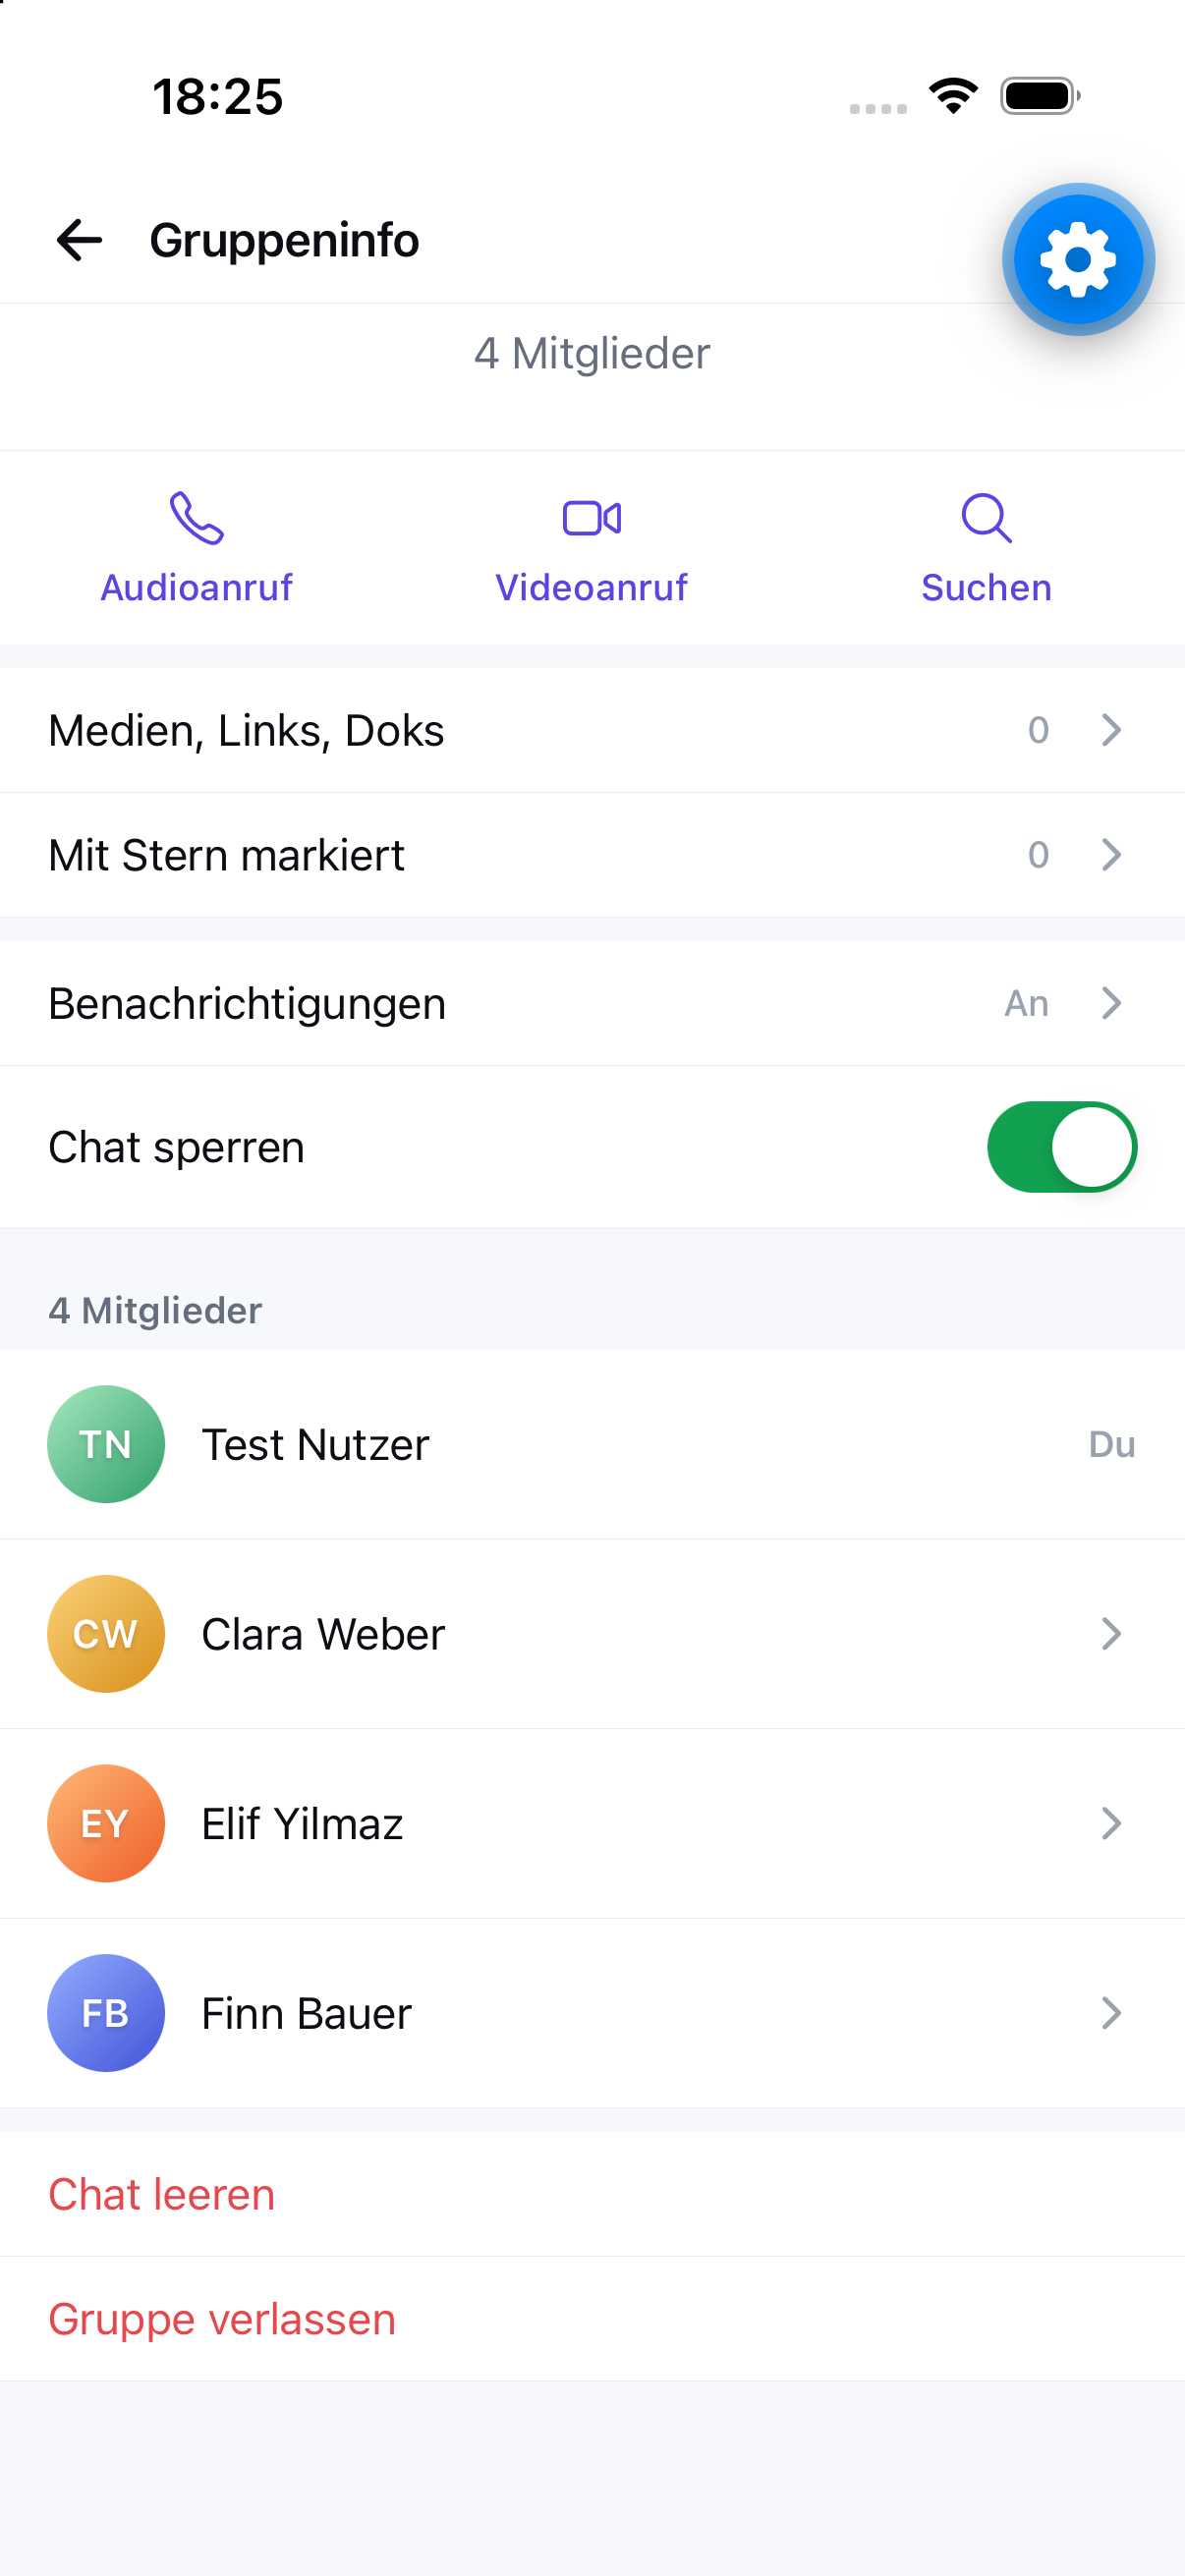 18:25
Gruppeninfo
4 Mitglieder
Audioanruf Videoanruf Suchen
Medien, Links, Doks 0
Mit Stern markiert 0
Benachrichtigungen An
Chat sperren
4 Mitglieder
TN Test Nutzer Du
CW Clara Weber
EY Elif Yilmaz
FB Finn Bauer
Chat leeren
Gruppe verlassen